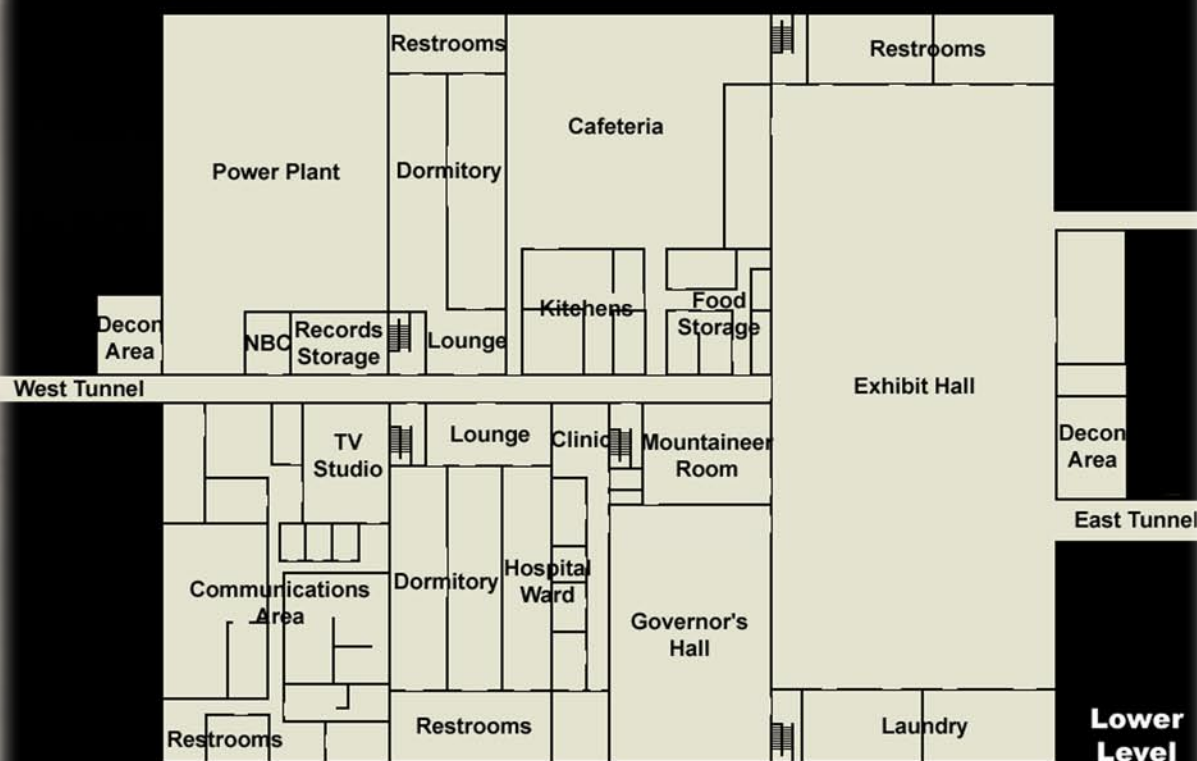 Restrooms
Restrooms
Cafeteria
Power Plant
Dormitory
Decon
Area
NBC
Records
Storage
Lounge
Kitchens
Food
Storage
West Tunnel
Exhibit Hall
TV
Studio
Lounge
Clinic
Mountaineer
Room
Decon
Area
East Tunnel
Communications
Area
Dormitory
Hospital
Ward
Governor's
Hall
Restrooms
Restrooms
Laundry
Lower
Level